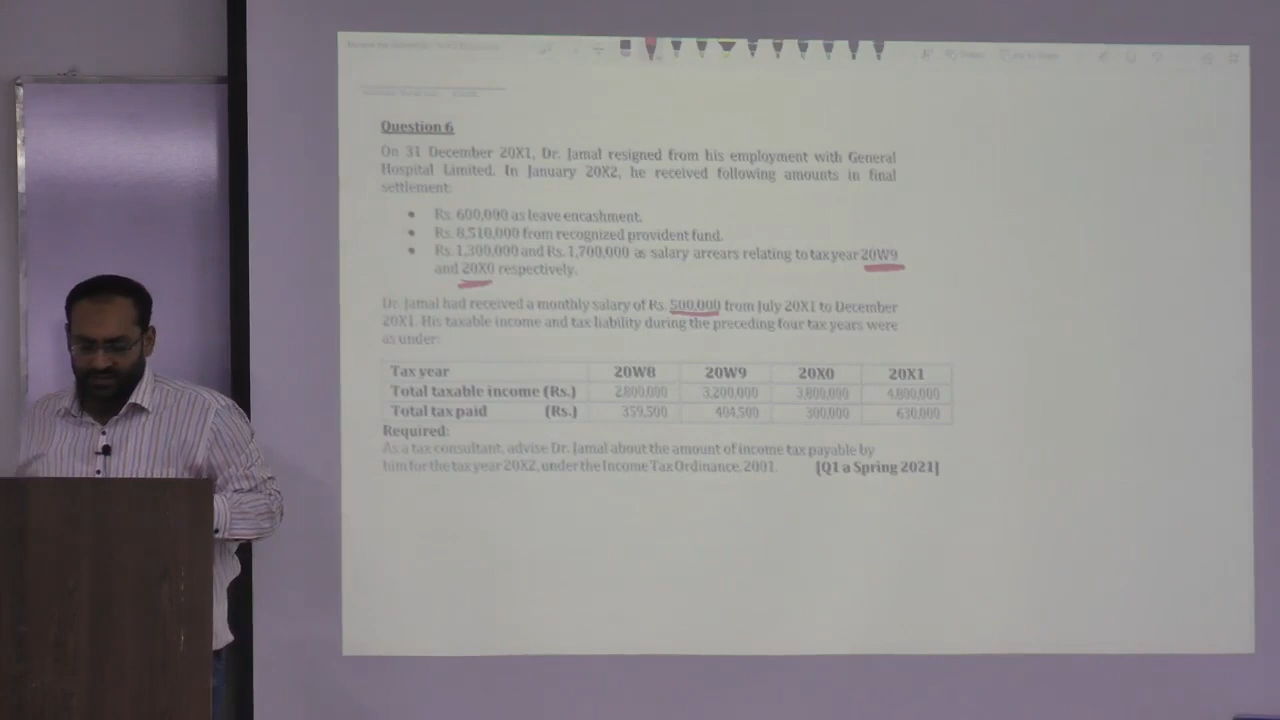 Question 6
On 31 December 20X1, Dr. Jamal resigned from his employment with General
Hospital Limited. In January 20X2, he received following amounts in final
settlement:
• Rs. 600,000 as leave encashment.
• Rs. 8,510,000 from recognized provident fund.
• Rs. 1,300,000 and Rs. 1,700,000 as salary arrears relating to tax year 20W9
and 20X0 respectively.
Dr. Jamal had received a monthly salary of Rs. 500,000 from July 20X1 to December
20X1. His taxable income and tax liability during the preceding four tax years were
as under:
Tax year 20W8 20W9 20X0 20X1
Total taxable income (Rs.) 2,800,000 3,200,000 3,800,000 4,800,000
Total tax paid (Rs.) 359,500 404,500 300,000 630,000
Required:
As a tax consultant, advise Dr. Jamal about the amount of income tax payable by
him for the tax year 20X2, under the Income Tax Ordinance, 2001. [Q1 a Spring 2021]